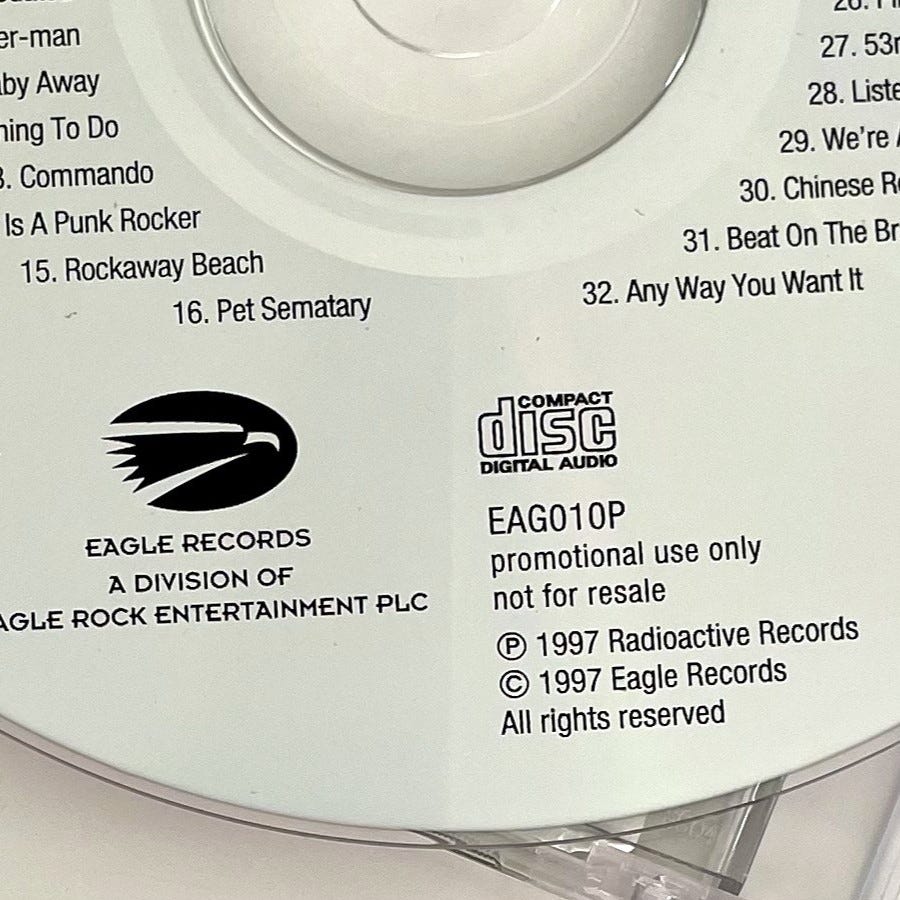 er-man
by Away
ning To Do
. Commando
Is A Punk Rocker
15. Rockaway Beach
16. Pet Sematary
26.
27. 53r
28. Liste
29. We're
30. Chinese R
31. Beat On The Br
32. Any Way You Want It
EAGLE RECORDS
A DIVISION OF
AGLE ROCK ENTERTAINMENT PLC
COMPACT
disc
DIGITAL AUDIO
EAG010P
promotional use only
not for resale
℗ 1997 Radioactive Records
© 1997 Eagle Records
All rights reserved